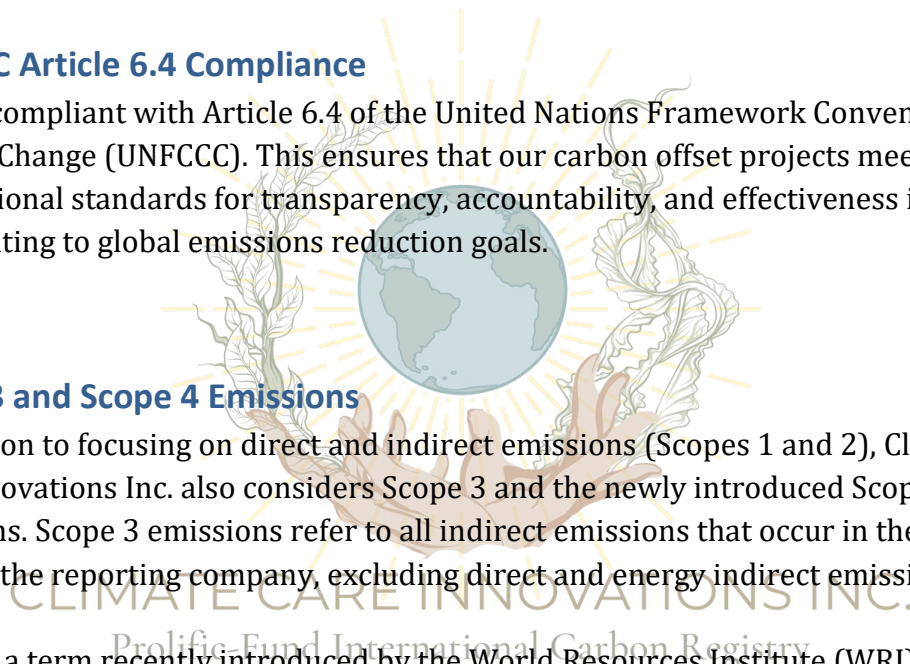 C Article 6.4 Compliance
compliant with Article 6.4 of the United Nations Framework Conven
Change (UNFCCC). This ensures that our carbon offset projects mee
ional standards for transparency, accountability, and effectiveness i
ting to global emissions reduction goals.
3 and Scope 4 Emissions
on to focusing on direct and indirect emissions (Scopes 1 and 2), Cl
ovations Inc. also considers Scope 3 and the newly introduced Scop
ns. Scope 3 emissions refer to all indirect emissions that occur in the
the reporting company, excluding direct and energy indirect emissi
CLIMATE CARE INNOVATIONS INC.
Prolific-Fund International Carbon Registry
a term recently introduced by the World Resources Institute (WRI)